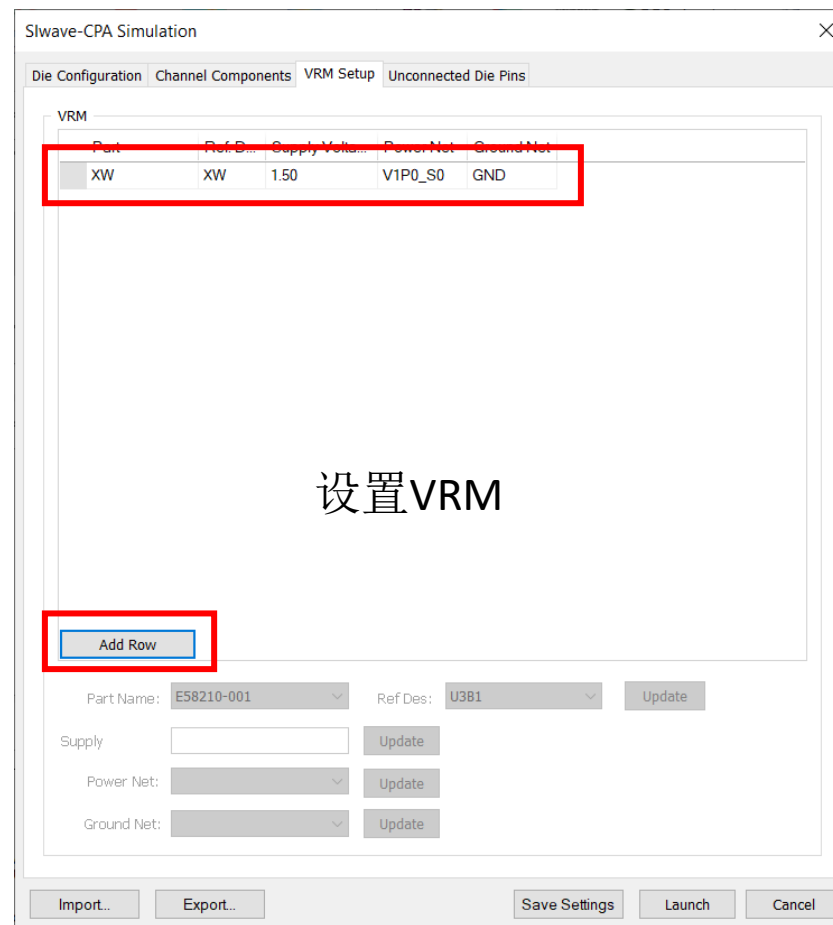 SIwave-CPA Simulation
Die Configuration Channel Components VRM Setup Unconnected Die Pins
VRM
Part Ref. D... Supply Volta... Power Net Ground Net
XW XW 1.50 V1P0_S0 GND
设置VRM
Add Row
Part Name: E58210-001 Ref Des: U3B1 Update
Supply Update
Power Net: Update
Ground Net: Update
Import... Export... Save Settings Launch Cancel